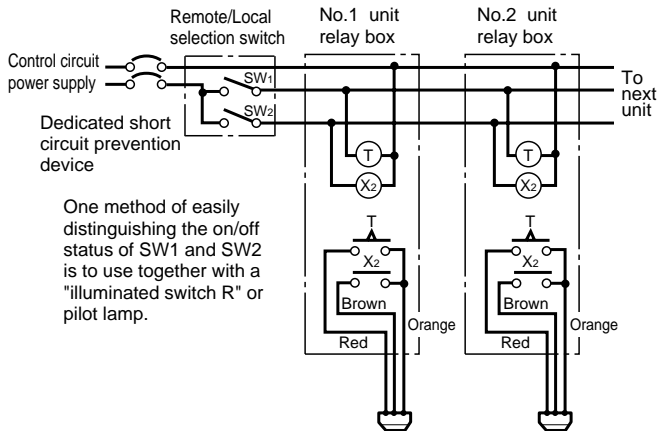 Remote/Local
selection switch
No.1 unit
relay box
No.2 unit
relay box
Control circuit
power supply
SW1
SW2
To
next
unit
Dedicated short
circuit prevention
device
T
X2
T
X2
One method of easily
distinguishing the on/off
status of SW1 and SW2
is to use together with a
"illuminated switch R" or
pilot lamp.
T
X2
Brown
Orange
Red
T
X2
Brown
Orange
Red